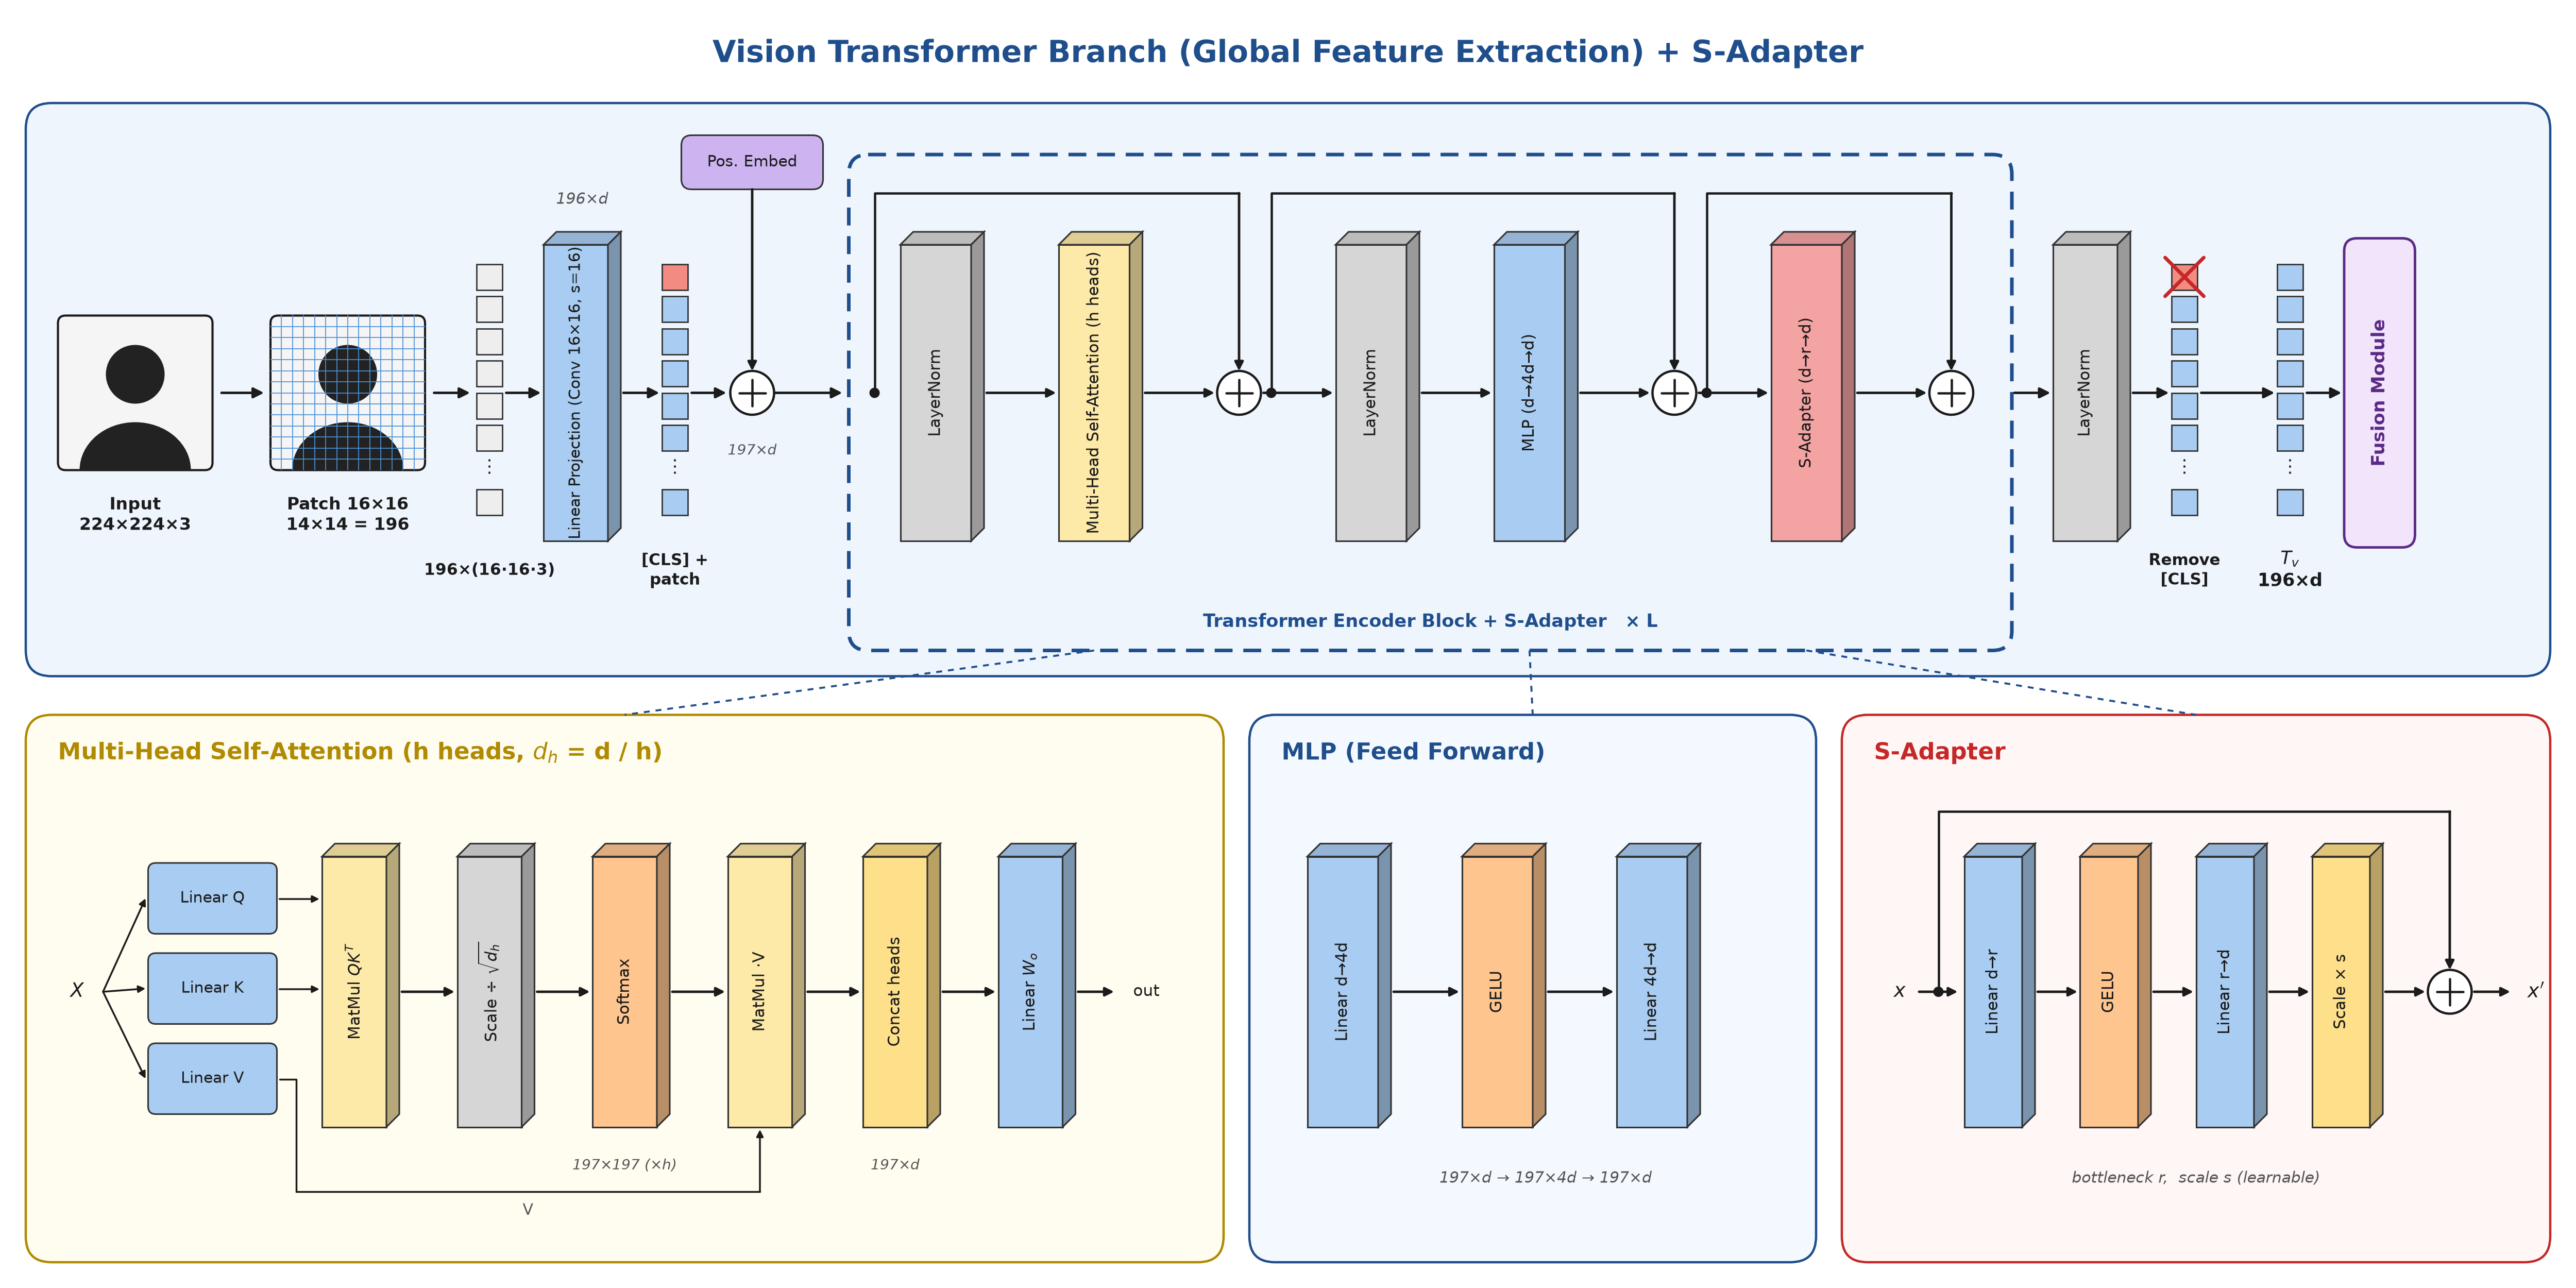 Vision Transformer Branch (Global Feature Extraction) + S-Adapter
Pos. Embed
196×d
Input
224×224×3
Patch 16×16
14×14 = 196
⋮
196×(16·16·3)
Linear Projection (Conv 16×16, s=16)
⋮
[CLS] +
patch
197×d
LayerNorm
Multi-Head Self-Attention (h heads)
LayerNorm
MLP (d→4d→d)
S-Adapter (d→r→d)
Transformer Encoder Block + S-Adapter × L
LayerNorm
⋮
Remove
[CLS]
⋮
T_v
196×d
Fusion Module
Multi-Head Self-Attention (h heads, d_h = d / h)
X
Linear Q
Linear K
Linear V
MatMul QK^T
Scale ÷ √d_h
Softmax
MatMul ·V
Concat heads
Linear W_o
out
197×197 (×h)
197×d
V
MLP (Feed Forward)
Linear d→4d
GELU
Linear 4d→d
197×d → 197×4d → 197×d
S-Adapter
x
Linear d→r
GELU
Linear r→d
Scale × s
x′
bottleneck r, scale s (learnable)